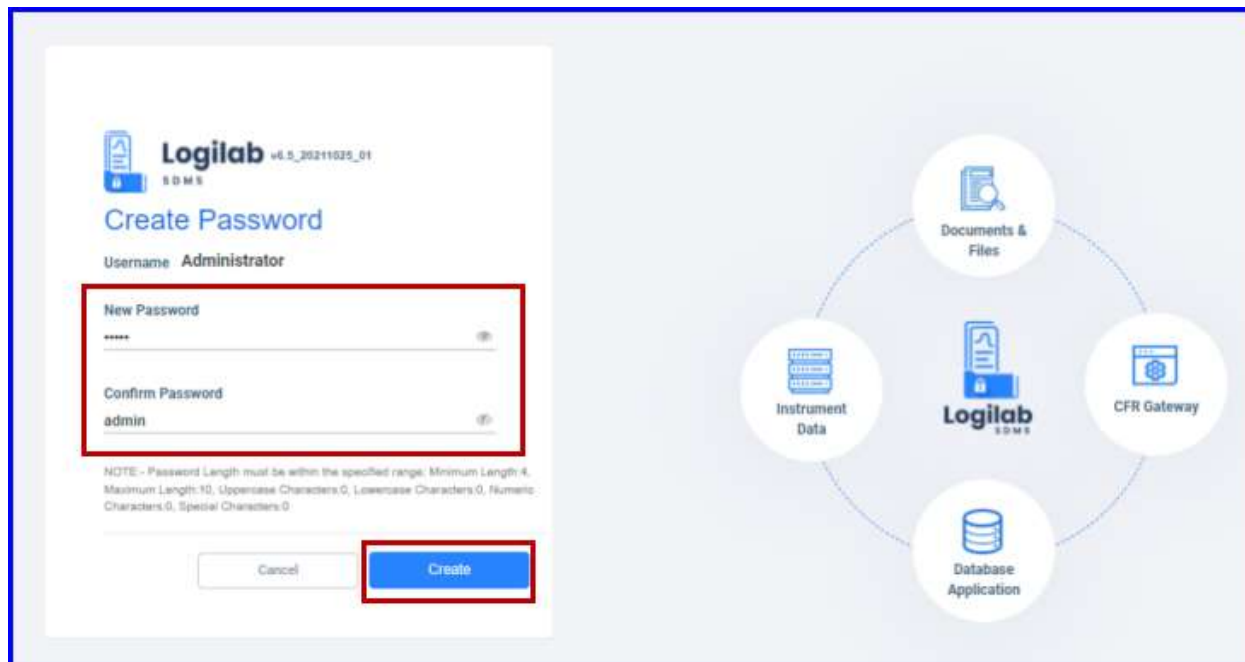 Logilab v6.5_20211025_01
SDMS
Create Password
Username Administrator
New Password
•••••
Confirm Password
admin
NOTE:- Password Length must be within the specified range; Minimum Length:4,
Maximum Length:10, Uppercase Characters:0, Lowercase Characters:0, Numeric
Characters:0, Special Characters:0
Cancel
Create
Documents &
Files
Instrument
Data
Logilab
SDMS
CFR Gateway
Database
Application